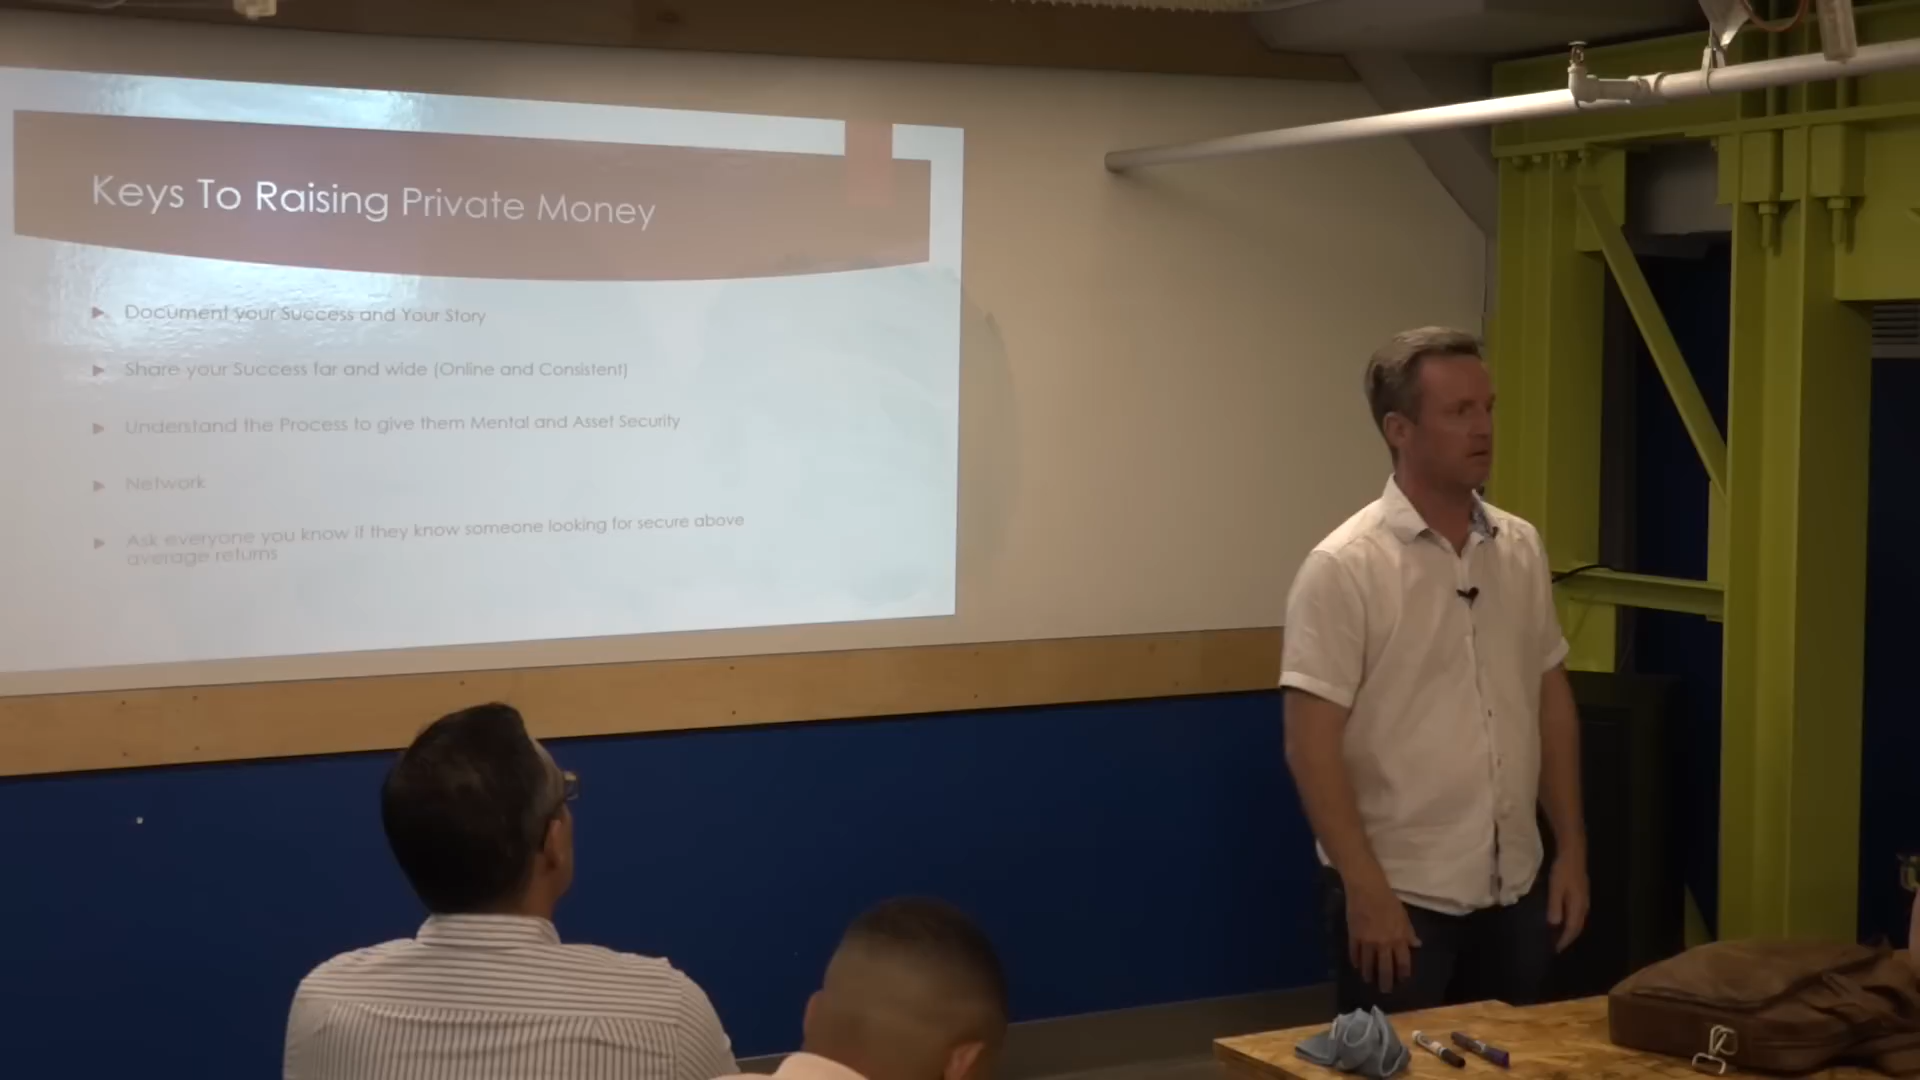 Keys To Raising Private Money
Document your Success and Your Story
Share your Success far and wide (Online and Consistent)
Understand the Process to give them Mental and Asset Security
Network
Ask everyone you know if they know someone looking for secure above
average returns